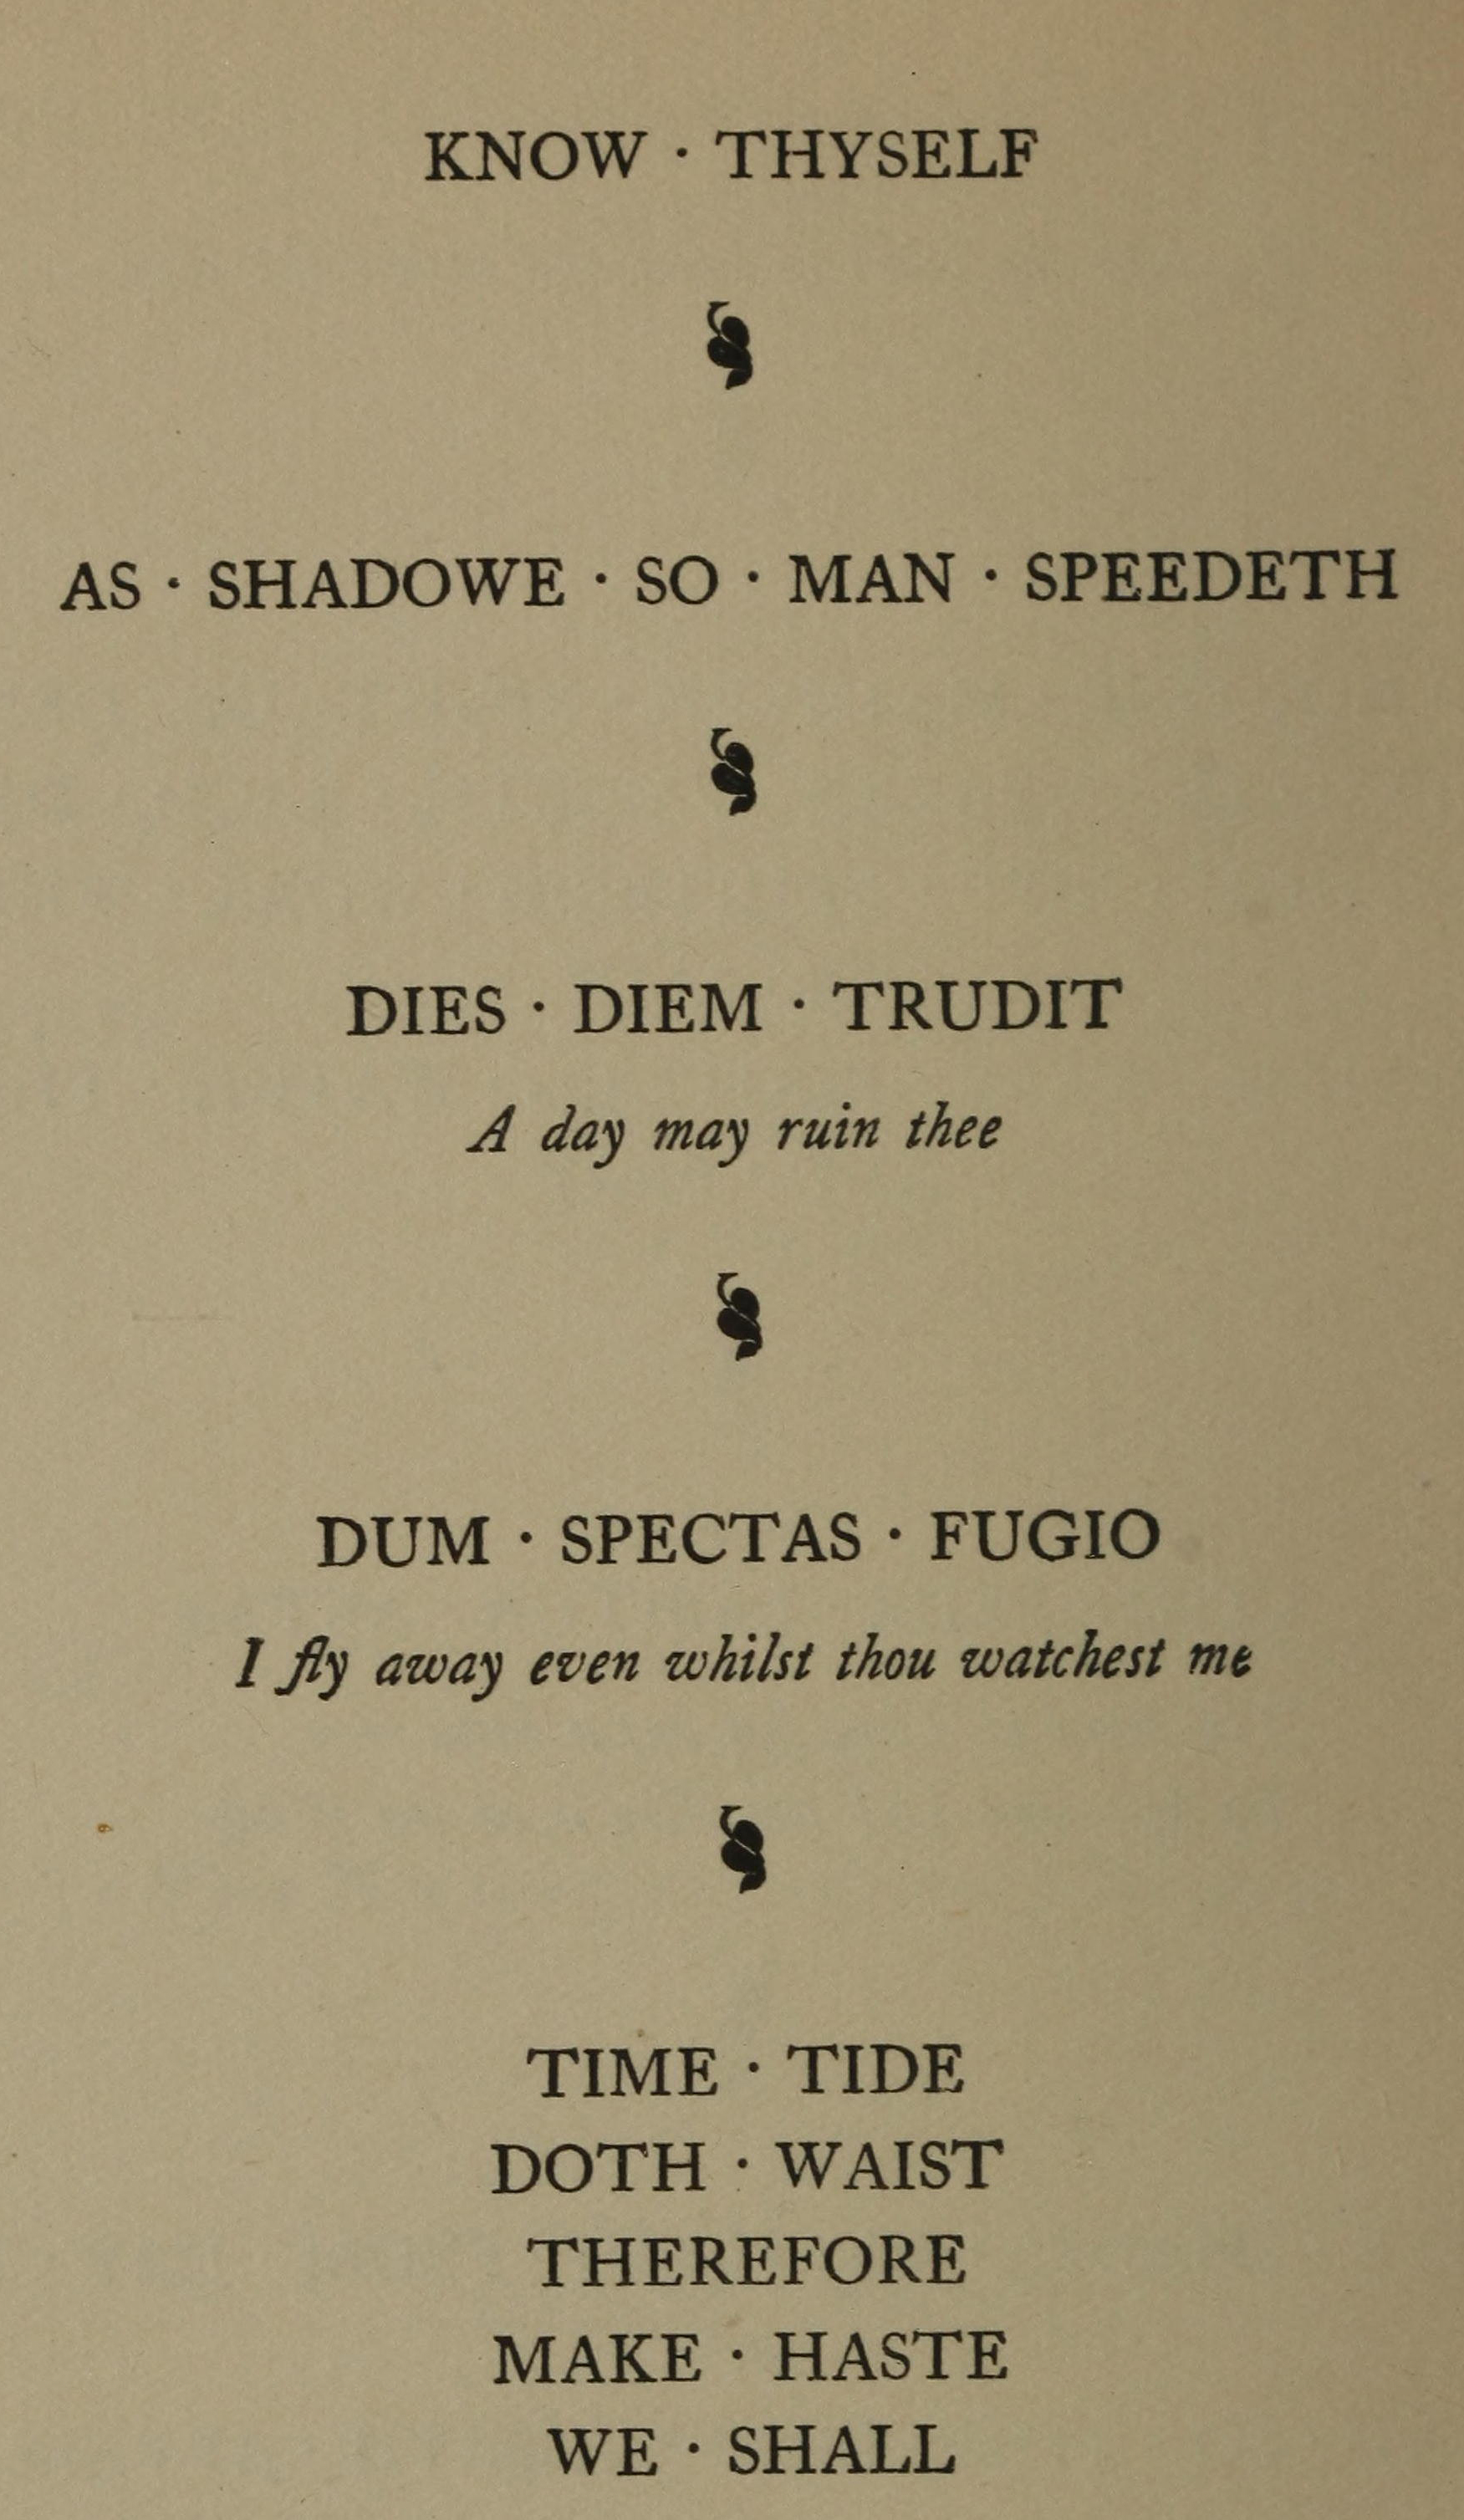 KNOW · THYSELF
AS · SHADOWE · SO · MAN · SPEEDETH
DIES · DIEM · TRUDIT
A day may ruin thee
DUM · SPECTAS · FUGIO
I fly away even whilst thou watchest me
TIME · TIDE
DOTH · WAIST
THEREFORE
MAKE · HASTE
WE · SHALL